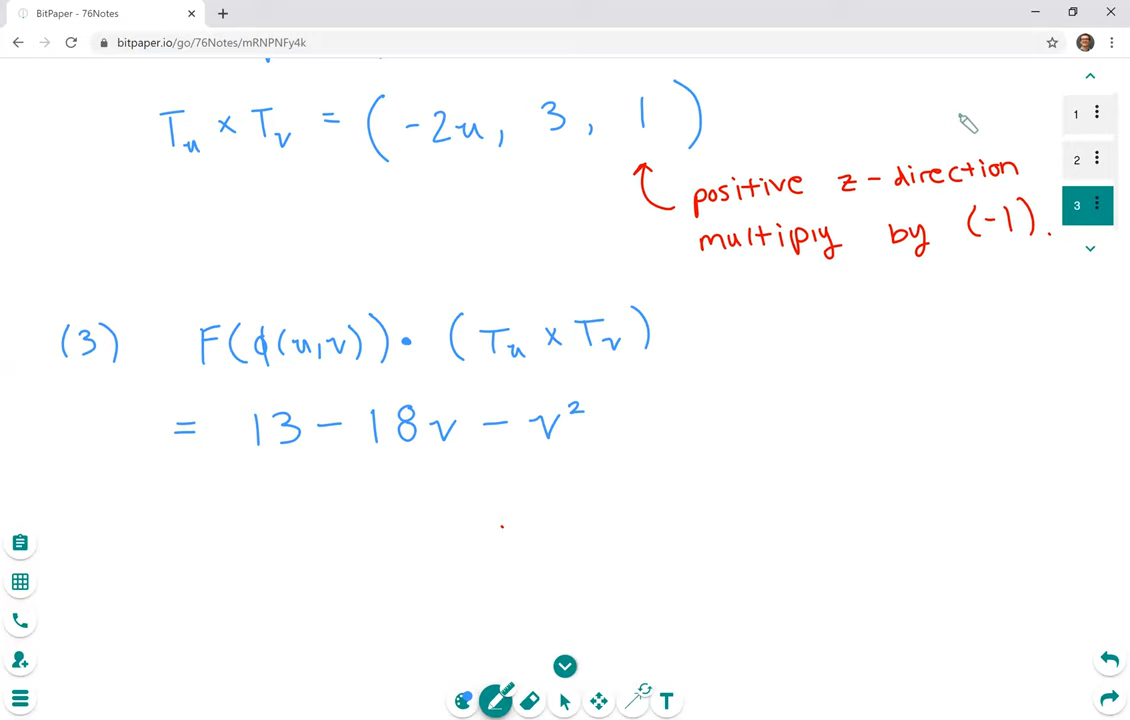 BitPaper - 76Notes
bitpaper.io/go/76Notes/mRNPNFy4k
T_u × T_v = (-2u, 3, 1)
positive z-direction
multiply by (-1).
(3) F(ϕ(u,v)) • (T_u × T_v)
= 13 - 18v - v²
1
2
3
T